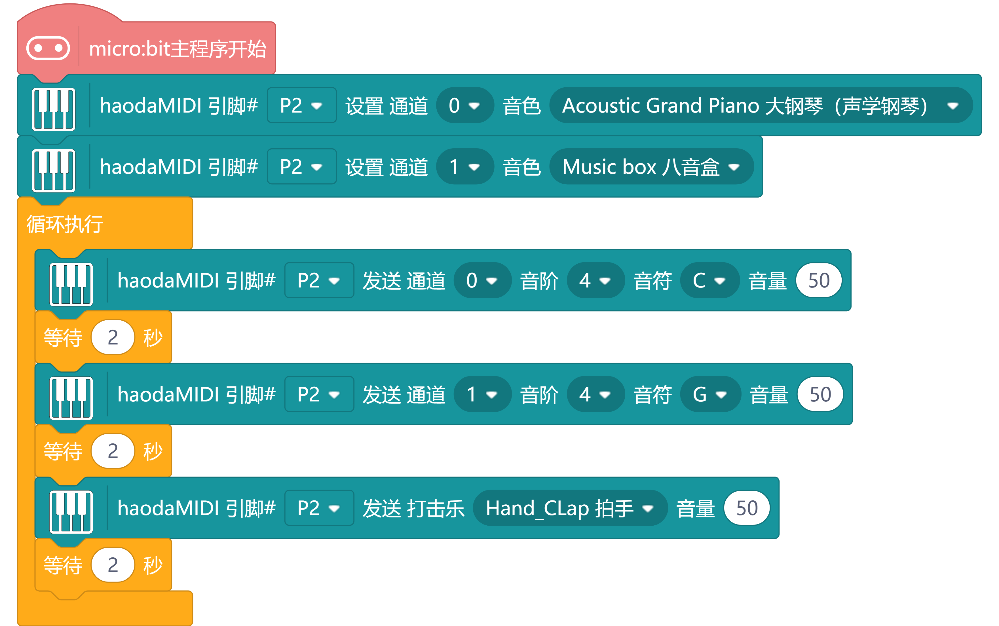 micro:bit主程序开始
haodaMIDI 引脚# P2 设置 通道 0 音色 Acoustic Grand Piano 大钢琴（声学钢琴）
haodaMIDI 引脚# P2 设置 通道 1 音色 Music box 八音盒
循环执行
haodaMIDI 引脚# P2 发送 通道 0 音阶 4 音符 C 音量 50
等待 2 秒
haodaMIDI 引脚# P2 发送 通道 1 音阶 4 音符 G 音量 50
等待 2 秒
haodaMIDI 引脚# P2 发送 打击乐 Hand_CLap 拍手 音量 50
等待 2 秒